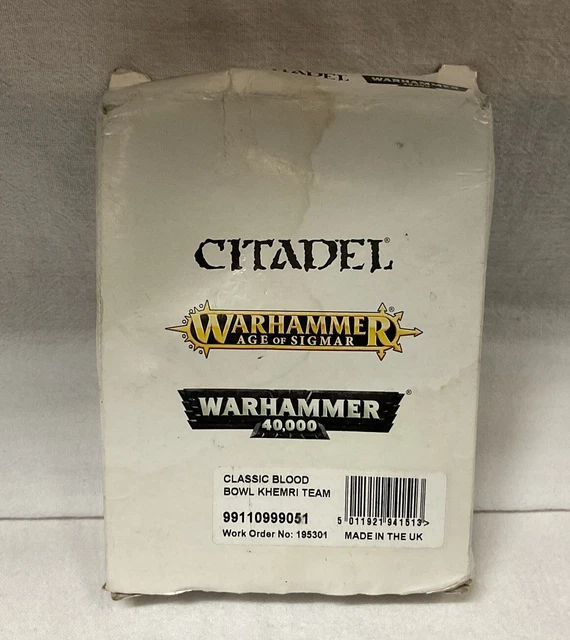 CITADEL WARHAMMER
CITADEL®
WARHAMMER®
AGE OF SIGMAR
WARHAMMER®
40,000
CLASSIC BLOOD
BOWL KHEMRI TEAM
99110999051
5 011921 941513>
Work Order No: 195301 MADE IN THE UK